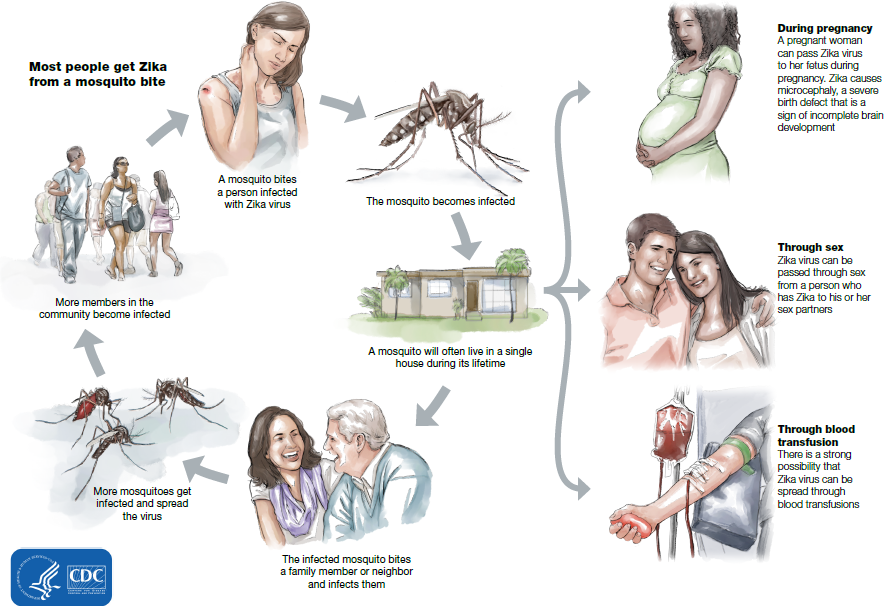 Most people get Zika
from a mosquito bite
A mosquito bites
a person infected
with Zika virus
The mosquito becomes infected
A mosquito will often live in a single
house during its lifetime
The infected mosquito bites
a family member or neighbor
and infects them
More mosquitoes get
infected and spread
the virus
More members in the
community become infected
During pregnancy
A pregnant woman
can pass Zika virus
to her fetus during
pregnancy. Zika causes
microcephaly, a severe
birth defect that is a
sign of incomplete brain
development
Through sex
Zika virus can be
passed through sex
from a person who
has Zika to his or her
sex partners
Through blood
transfusion
There is a strong
possibility that
Zika virus can be
spread through
blood transfusions
CDC